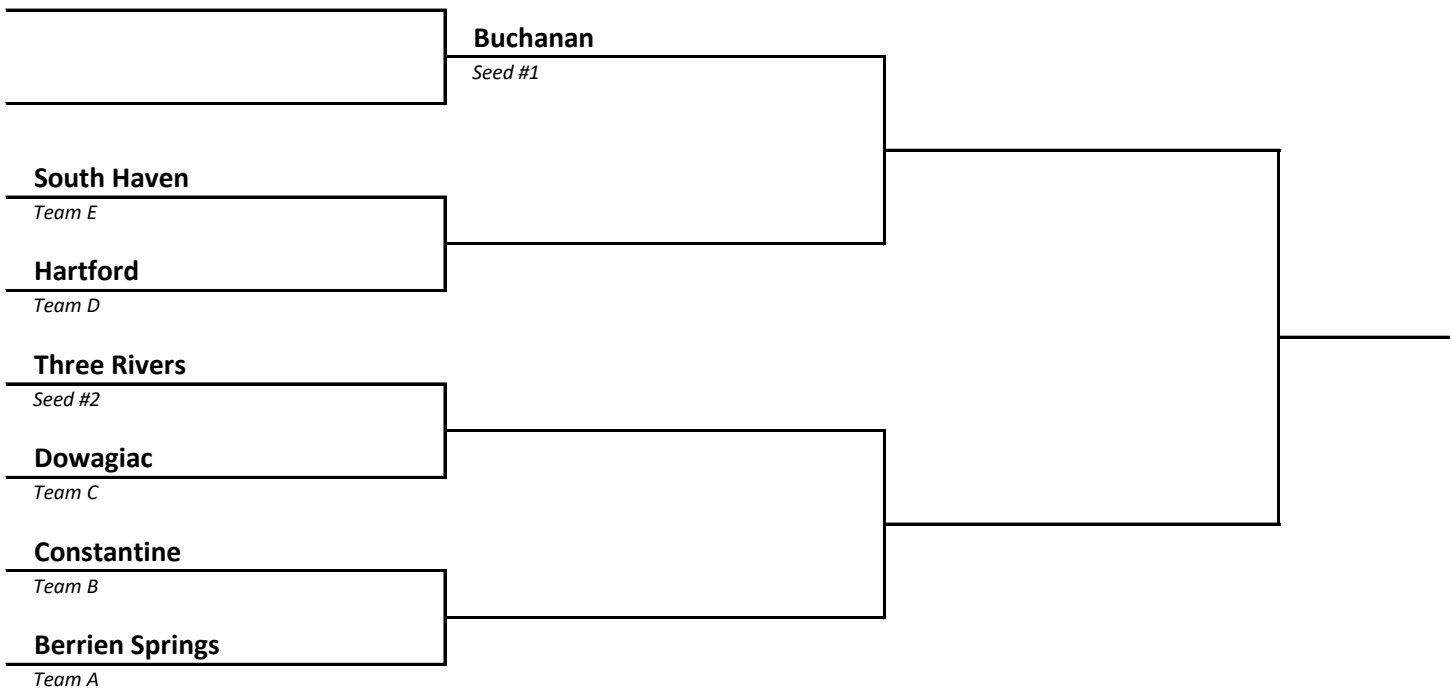 Buchanan
Seed #1
South Haven
Team E
Hartford
Team D
Three Rivers
Seed #2
Dowagiac
Team C
Constantine
Team B
Berrien Springs
Team A